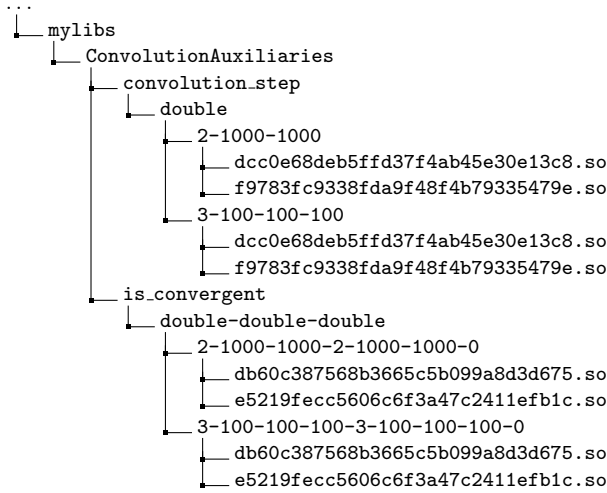 ...
mylibs
ConvolutionAuxiliaries
convolution_step
double
2-1000-1000
dcc0e68deb5ffd37f4ab45e30e13c8.so
f9783fc9338fda9f48f4b79335479e.so
3-100-100-100
dcc0e68deb5ffd37f4ab45e30e13c8.so
f9783fc9338fda9f48f4b79335479e.so
is_convergent
double-double-double
2-1000-1000-2-1000-1000-0
db60c387568b3665c5b099a8d3d675.so
e5219fecc5606c6f3a47c2411efb1c.so
3-100-100-100-3-100-100-100-0
db60c387568b3665c5b099a8d3d675.so
e5219fecc5606c6f3a47c2411efb1c.so